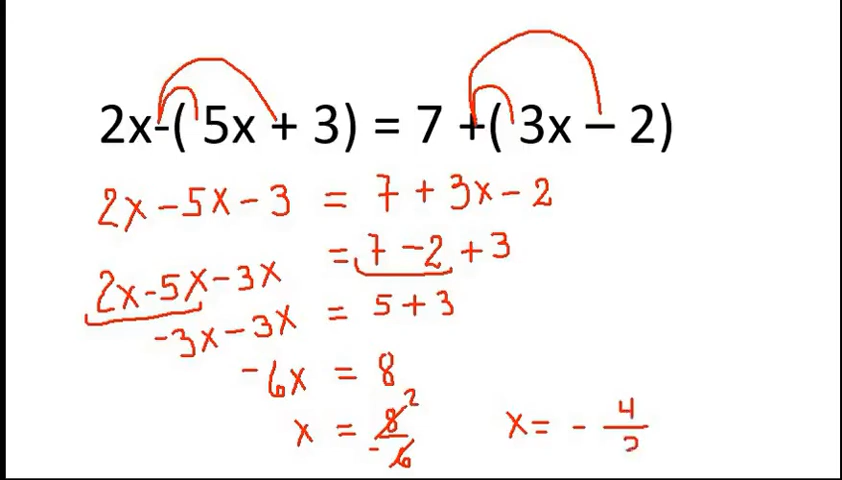 2x-( 5x + 3) = 7 +( 3x – 2)
2x - 5x - 3 = 7 + 3x - 2
2x - 5x - 3x = 7 - 2 + 3
-3x - 3x = 5 + 3
-6x = 8
x = 8/-6 2 x = - 4/